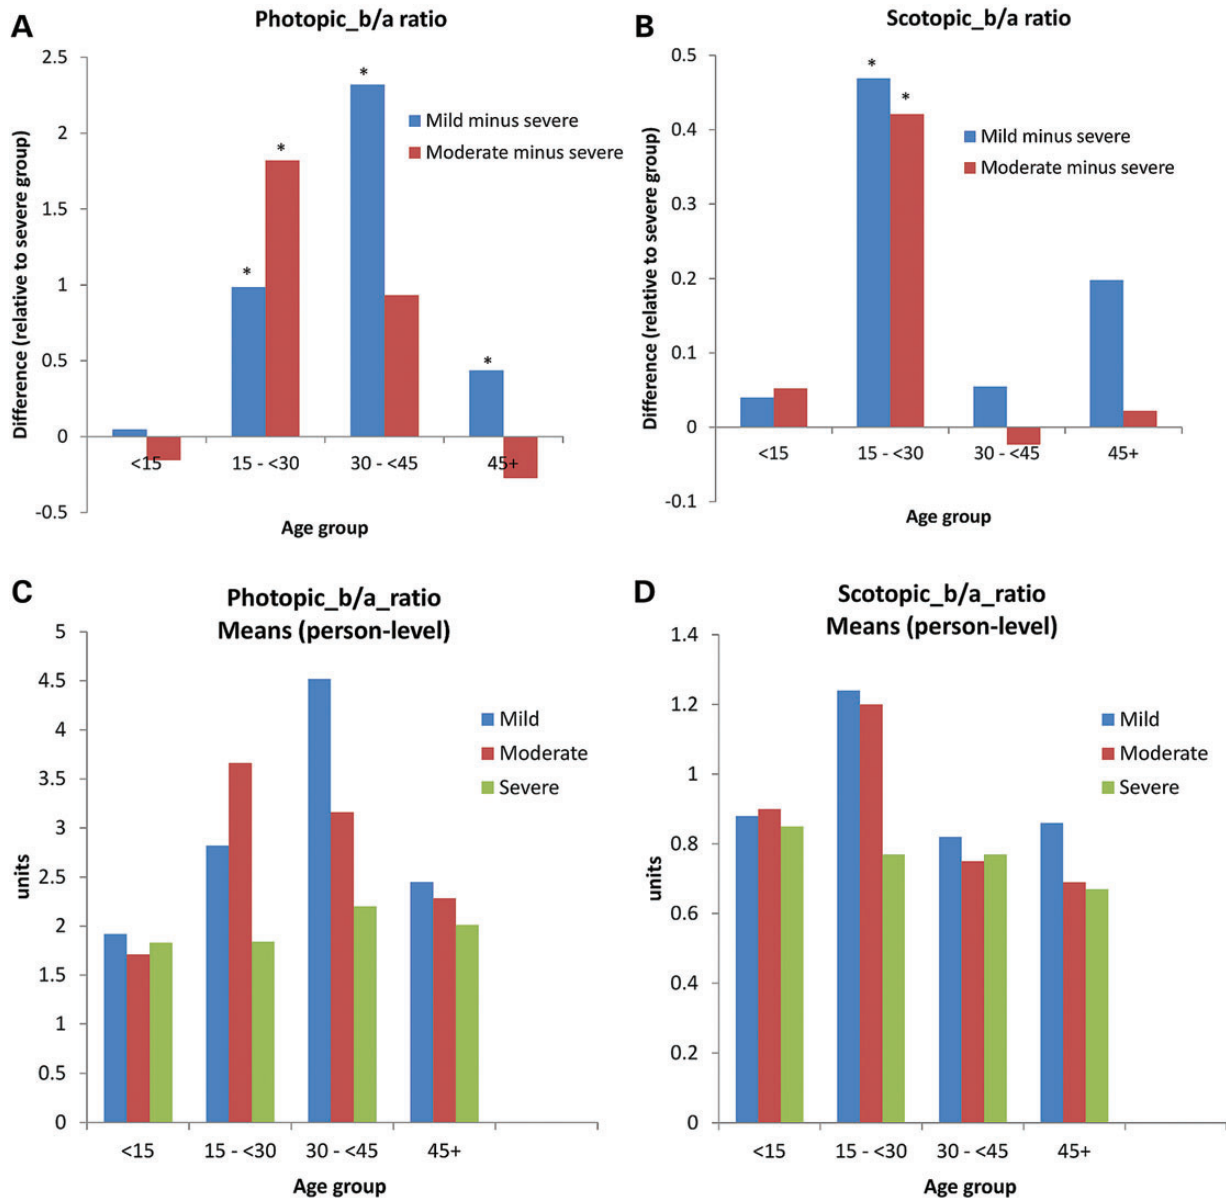 A
Photopic_b/a ratio
Difference (relative to severe group)
2.5
2
1.5
1
0.5
0
-0.5
*
*
*
*
Mild minus severe
Moderate minus severe
<15
15 - <30
30 - <45
45+
Age group
B
Scotopic_b/a ratio
Difference (relative to severe group)
0.5
0.4
0.3
0.2
0.1
0
-0.1
*
*
Mild minus severe
Moderate minus severe
<15
15 - <30
30 - <45
45+
Age group
C
Photopic_b/a_ratio
Means (person-level)
units
5
4.5
4
3.5
3
2.5
2
1.5
1
0.5
0
Mild
Moderate
Severe
<15
15 - <30
30 - <45
45+
Age group
D
Scotopic_b/a_ratio
Means (person-level)
units
1.4
1.2
1
0.8
0.6
0.4
0.2
0
Mild
Moderate
Severe
<15
15 - <30
30 - <45
45+
Age group